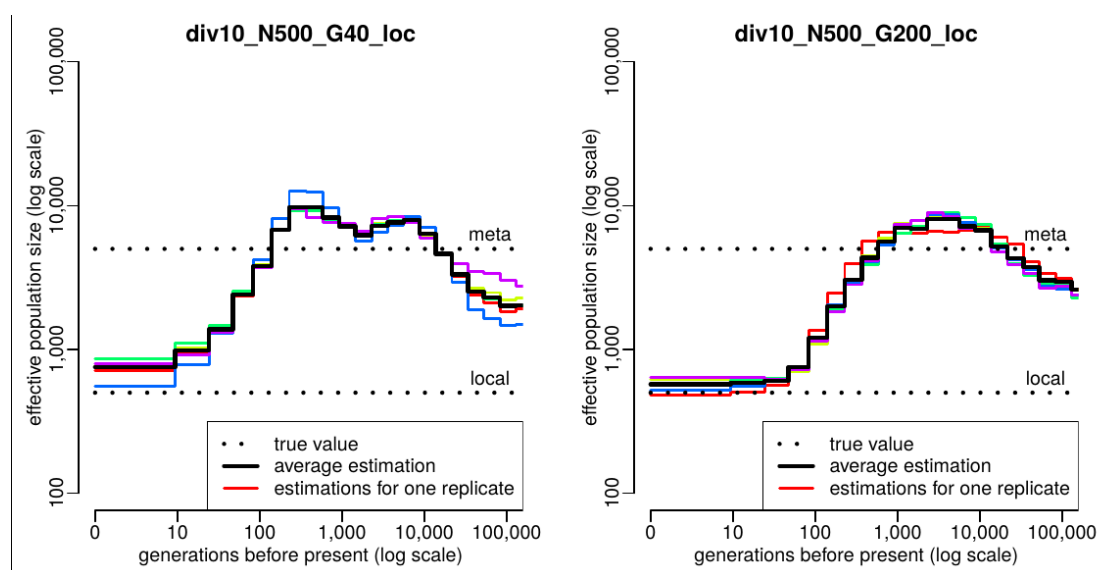 div10_N500_G40_loc
effective population size (log scale)
100,000
10,000
1,000
100
meta
local
true value
average estimation
estimations for one replicate
0 10 100 1,000 10,000 100,000
generations before present (log scale)
div10_N500_G200_loc
effective population size (log scale)
100,000
10,000
1,000
100
meta
local
true value
average estimation
estimations for one replicate
0 10 100 1,000 10,000 100,000
generations before present (log scale)